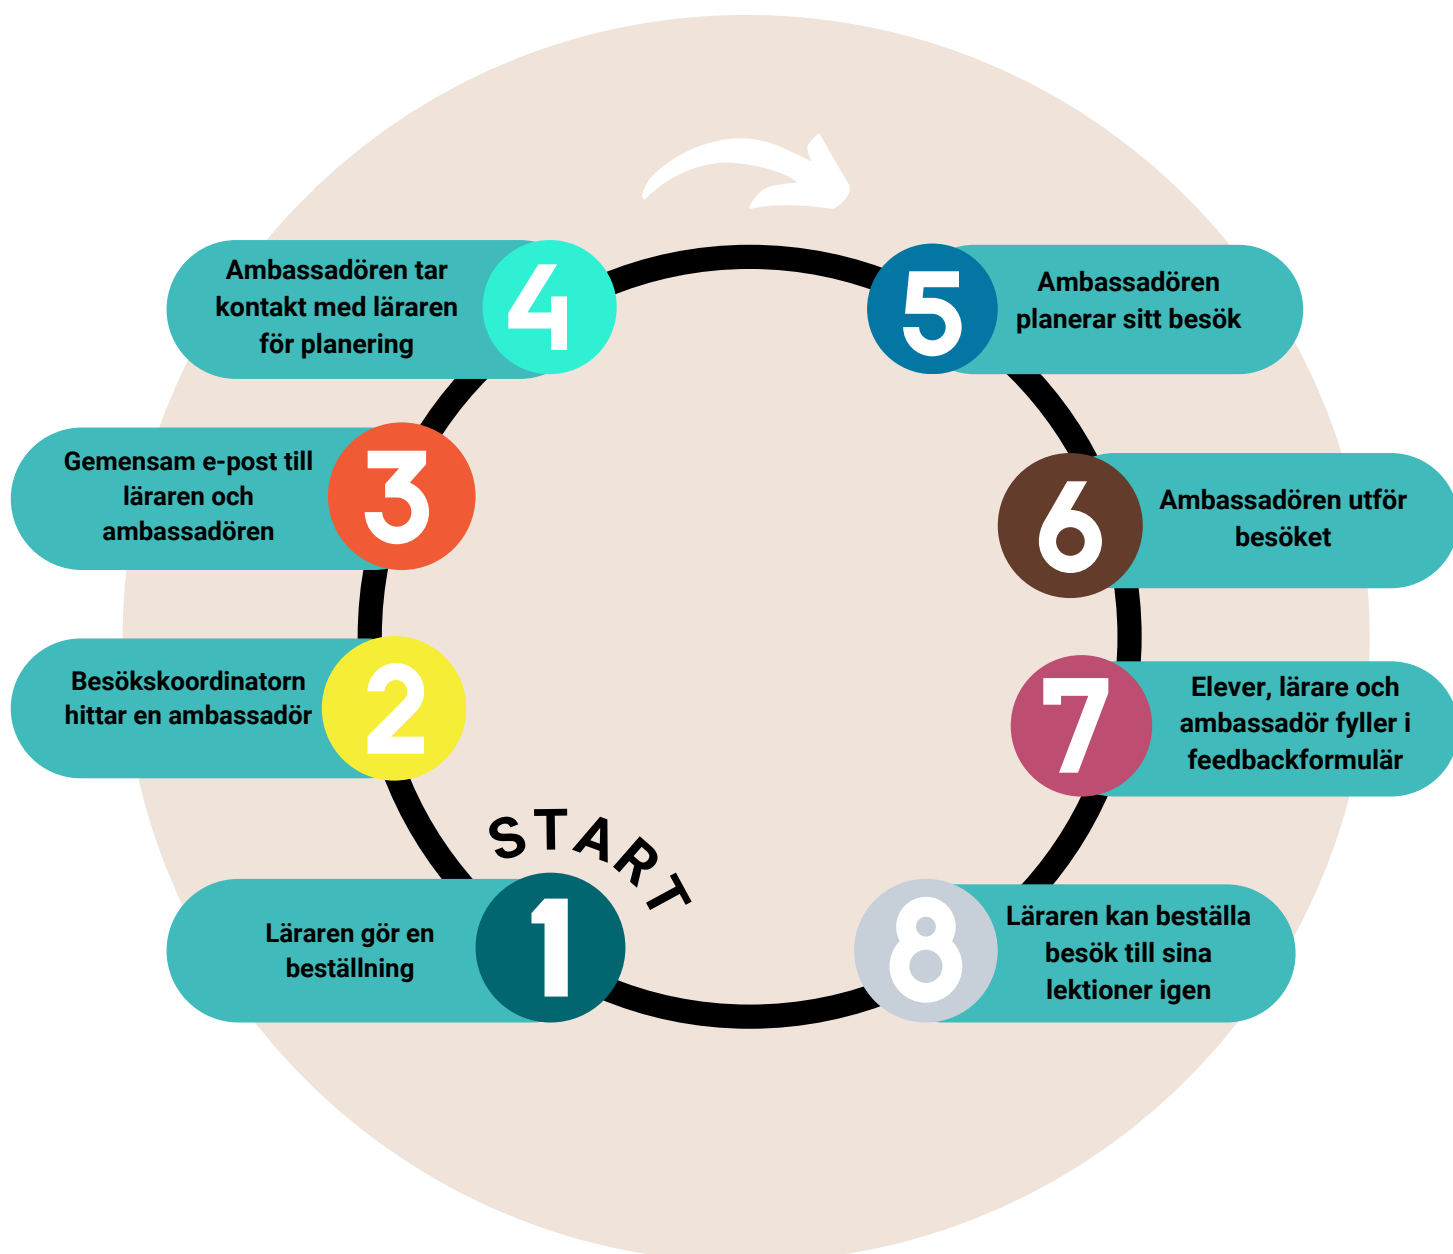 START
1
Läraren gör en
beställning
2
Besökskoordinatorn
hittar en ambassadör
3
Gemensam e-post till
läraren och
ambassadören
4
Ambassadören tar
kontakt med läraren
för planering
5
Ambassadören
planerar sitt besök
6
Ambassadören utför
besöket
7
Elever, lärare och
ambassadör fyller i
feedbackformulär
8
Läraren kan beställa
besök till sina
lektioner igen